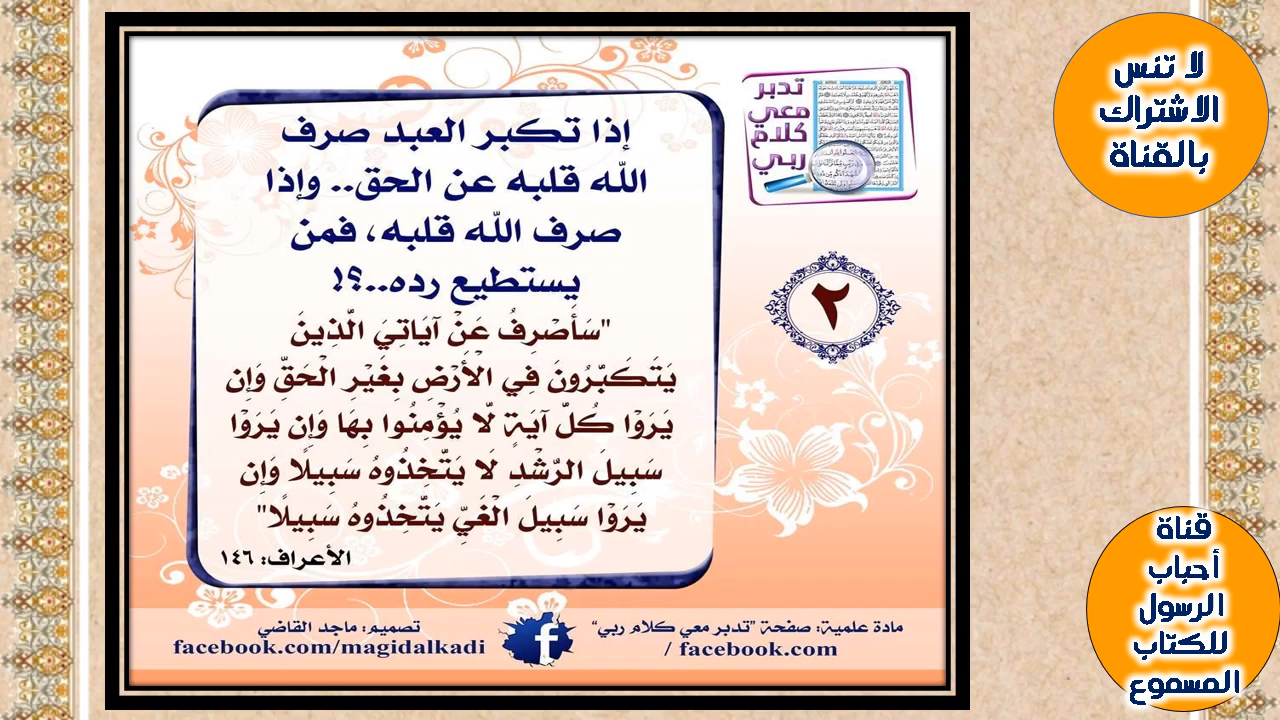 لا تنس
الاشتراك
بالقناة
تدبر
معي
كلام
ربي
إذا تكبر العبد صرف
الله قلبه عن الحق.. وإذا
صرف الله قلبه، فمن
يستطيع رده..؟!
٢
"سَأَصْرِفُ عَنْ آيَاتِيَ الَّذِينَ
يَتَكَبَّرُونَ فِي الْأَرْضِ بِغَيْرِ الْحَقِّ وَإِن
يَرَوْا كُلَّ آيَةٍ لَّا يُؤْمِنُوا بِهَا وَإِن يَرَوْا
سَبِيلَ الرُّشْدِ لَا يَتَّخِذُوهُ سَبِيلًا وَإِن
يَرَوْا سَبِيلَ الْغَيِّ يَتَّخِذُوهُ سَبِيلًا"
الأعراف: ١٤٦
مادة علمية: صفحة "تدبر معي كلام ربي"
/ facebook.com
f
تصميم: ماجد القاضي
facebook.com/magidalkadi
قناة
أحباب
الرسول
للكتاب
المسموع